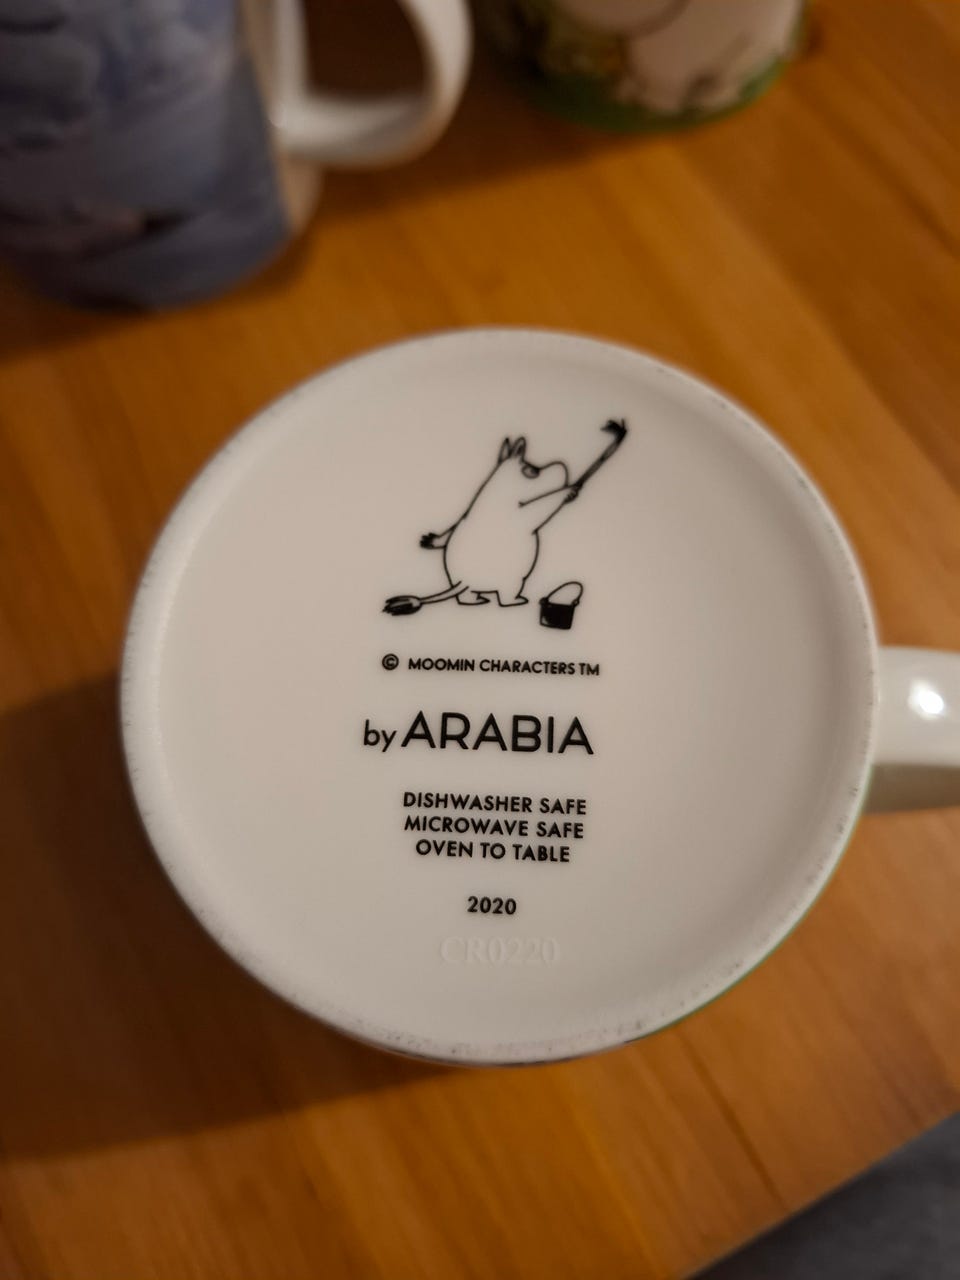 © MOOMIN CHARACTERS TM
by ARABIA
DISHWASHER SAFE
MICROWAVE SAFE
OVEN TO TABLE
2020
CR0220